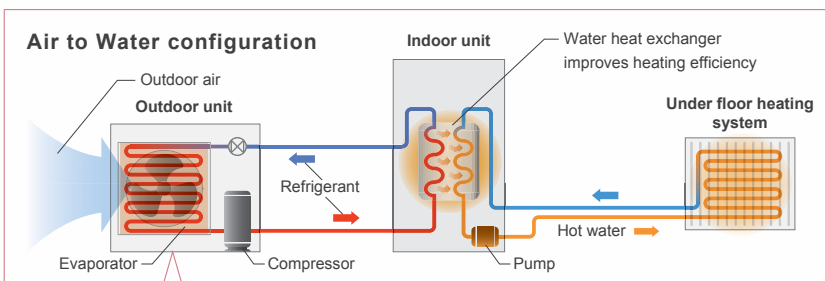 Air to Water configuration
Indoor unit
Water heat exchanger
improves heating efficiency
Outdoor air
Outdoor unit
Under floor heating
system
Refrigerant
Hot water
Evaporator
Compressor
Pump